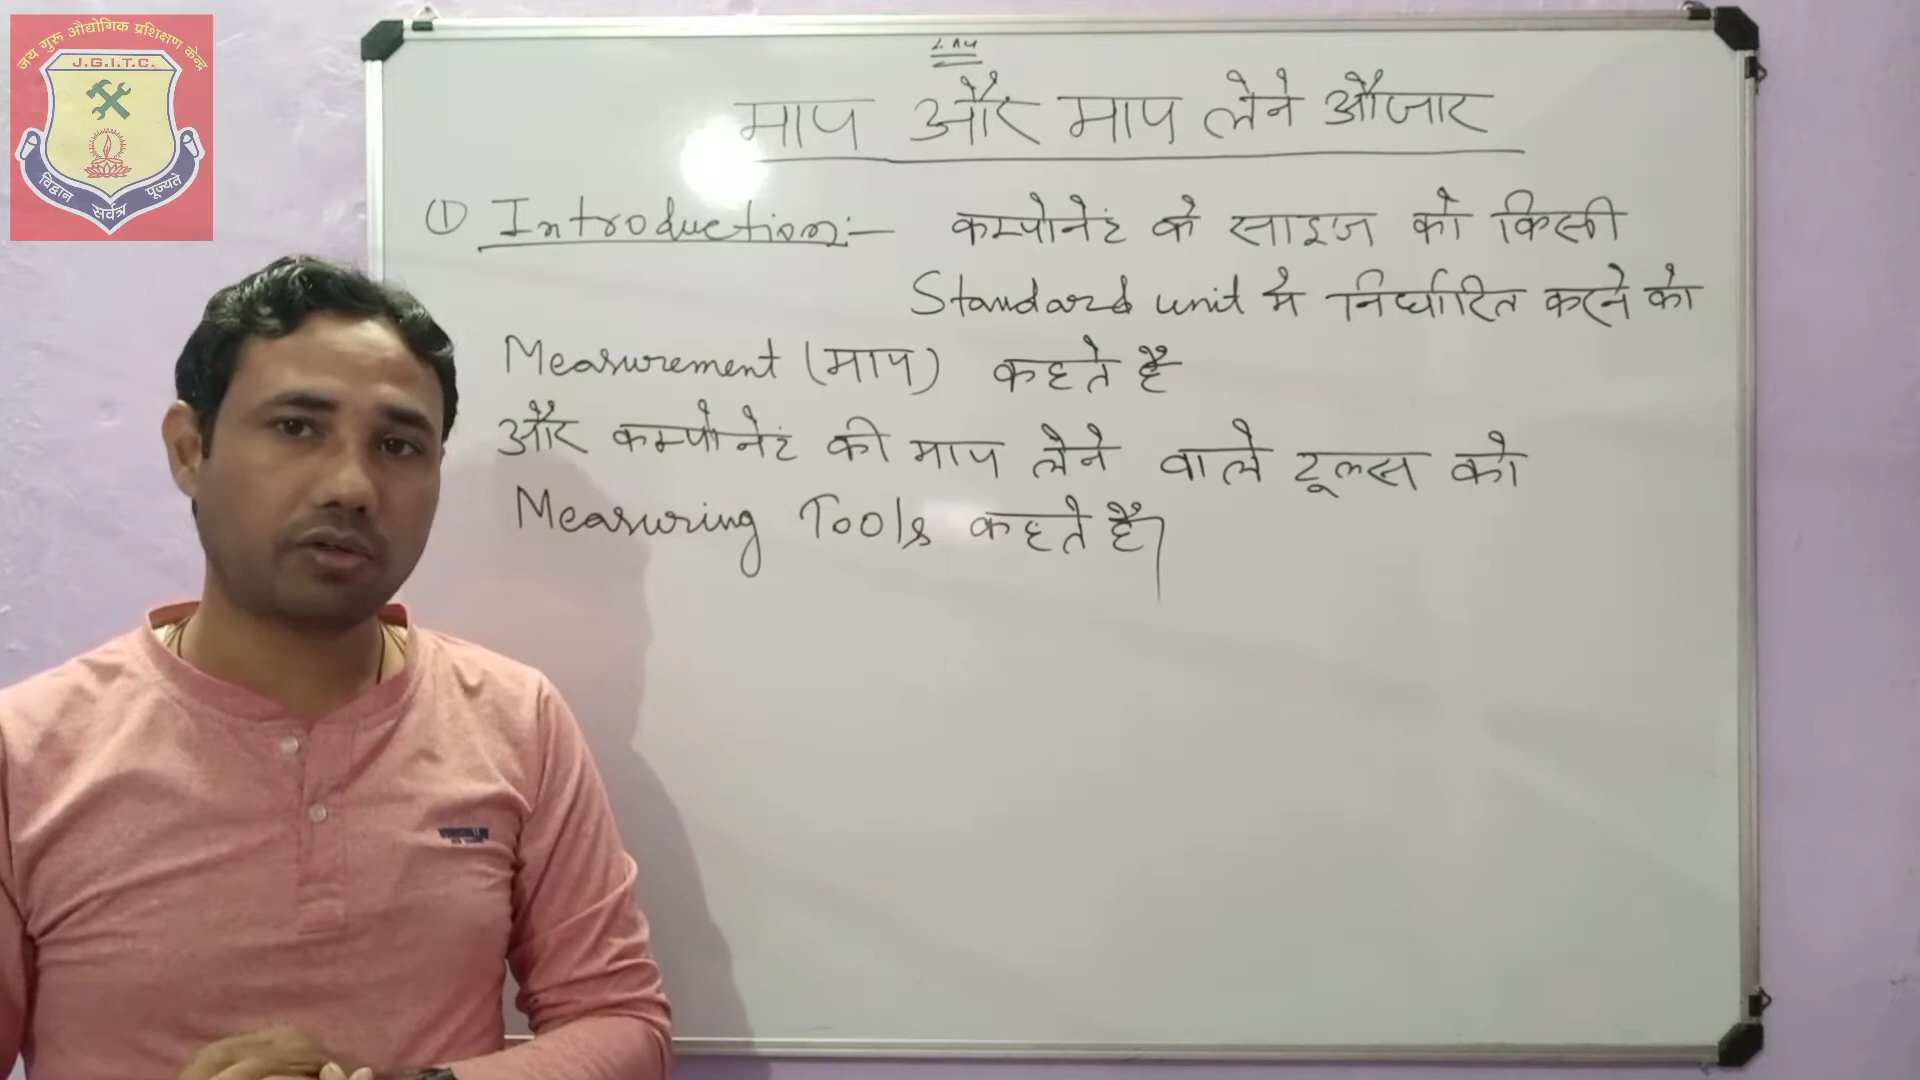 जय गुरु औद्योगिक प्रशिक्षण केन्द्र
J.G.I.T.C.
विद्वान सर्वत्र पूज्यते
माप और माप लेने औजार
① Introduction:- कम्पोनेंट के साइज को किसी
Standard unit मे निर्धारित करने को
Measurement (माप) कहते है
और कम्पोनेंट की माप लेने वाले टूल्स को
Measuring Tools कहते हैं।